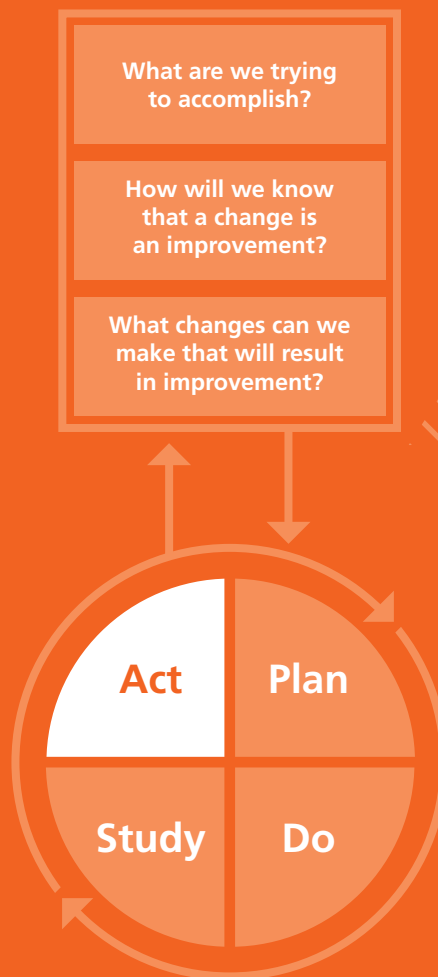 What are we trying
to accomplish?
How will we know
that a change is
an improvement?
What changes can we
make that will result
in improvement?
Act
Plan
Study
Do